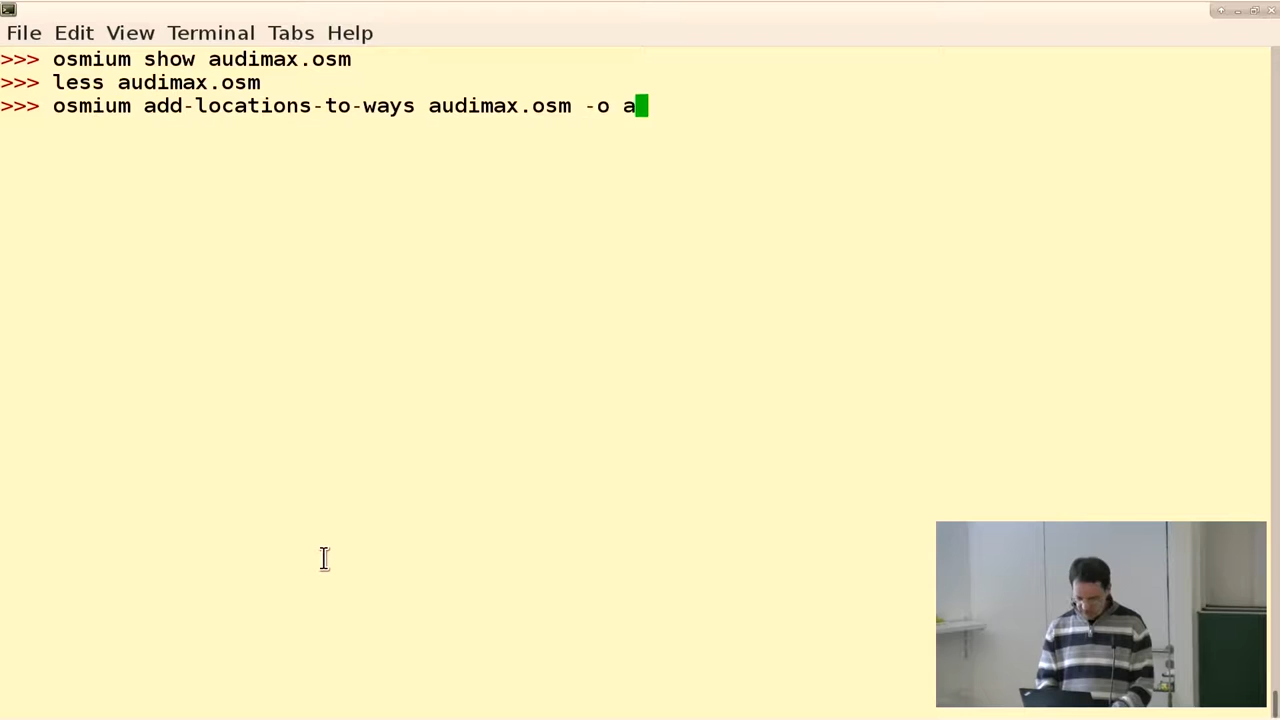 File Edit View Terminal Tabs Help
>>> osmium show audimax.osm
>>> less audimax.osm
>>> osmium add-locations-to-ways audimax.osm -o a